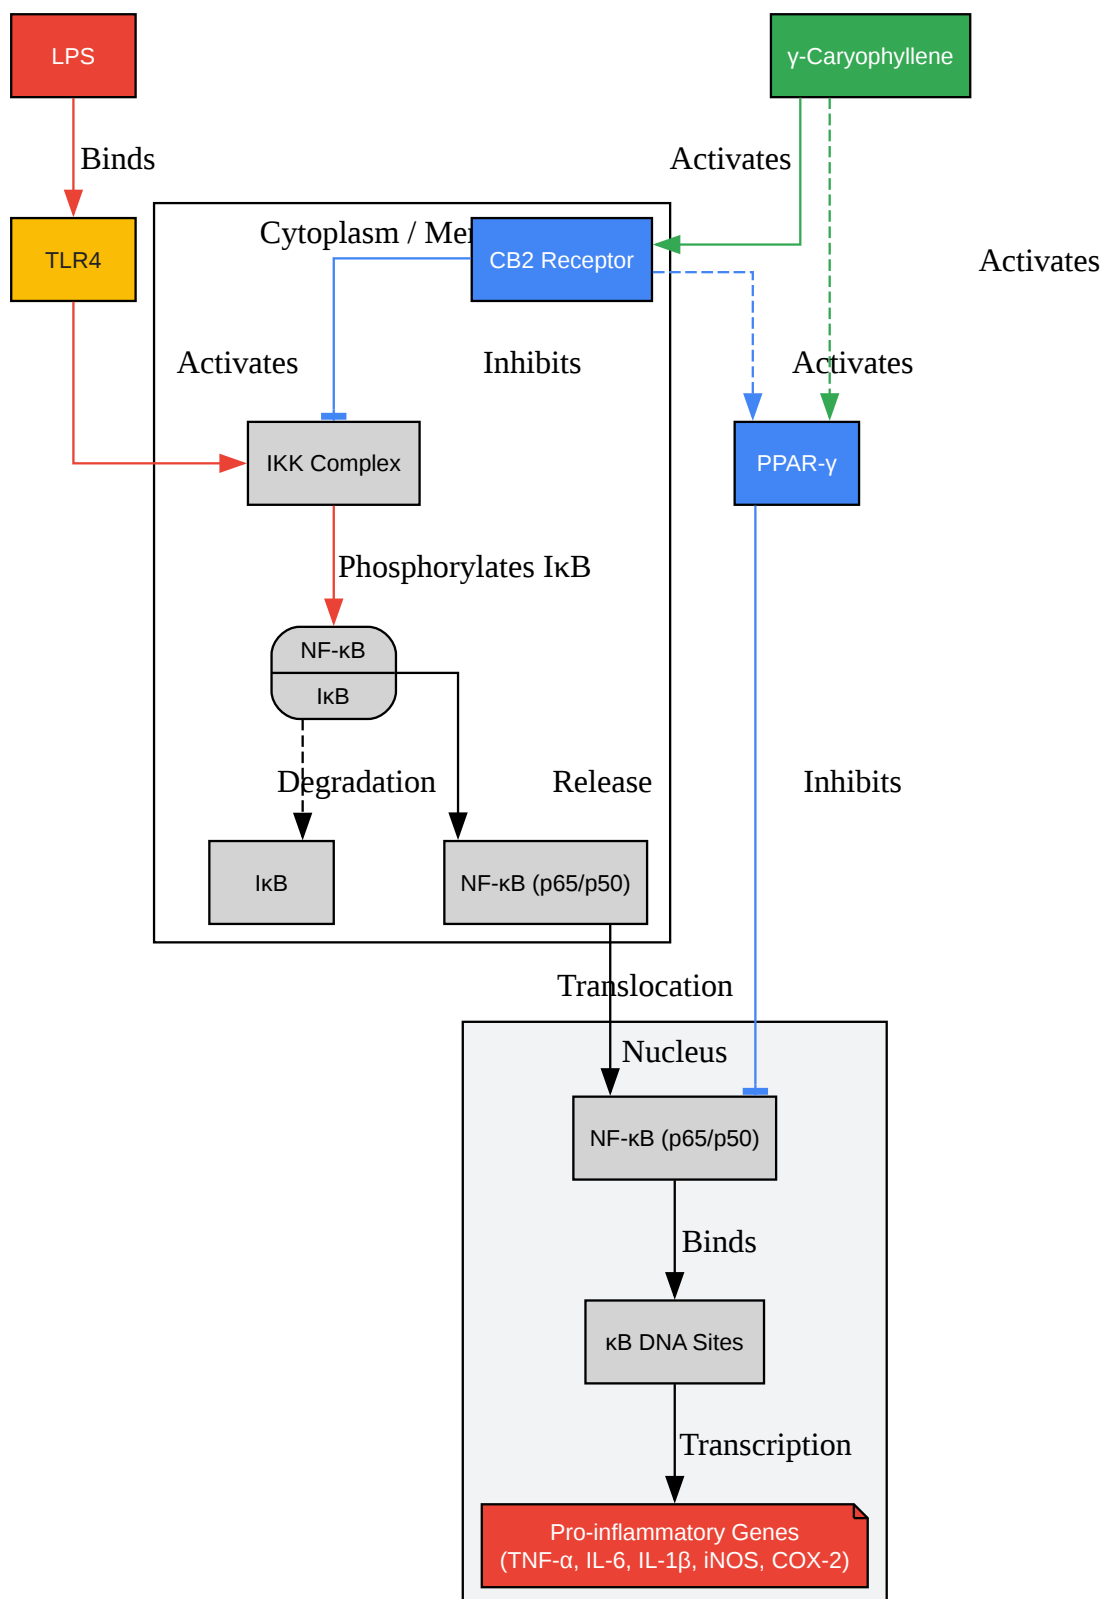 LPS
γ-Caryophyllene
Binds
Activates
TLR4
Cytoplasm / Mer
CB2 Receptor
Activates
Activates
Inhibits
Activates
IKK Complex
PPAR-γ
Phosphorylates IκB
NF-κB
IκB
Degradation
Release
Inhibits
IκB
NF-κB (p65/p50)
Translocation
Nucleus
NF-κB (p65/p50)
Binds
κB DNA Sites
Transcription
Pro-inflammatory Genes
(TNF-α, IL-6, IL-1β, iNOS, COX-2)